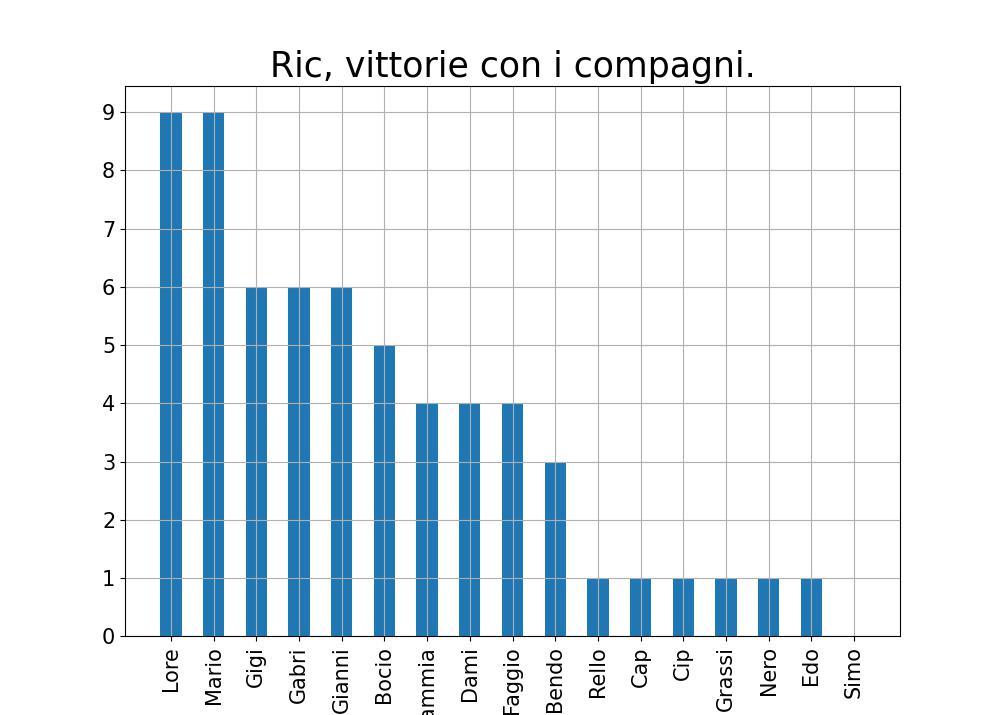 Ric, vittorie con i compagni.
9
8
7
6
5
4
3
2
1
0
Lore
Mario
Gigi
Gabri
Gianni
Bocio
ammia
Dami
Faggio
Bendo
Rello
Cap
Cip
Grassi
Nero
Edo
Simo